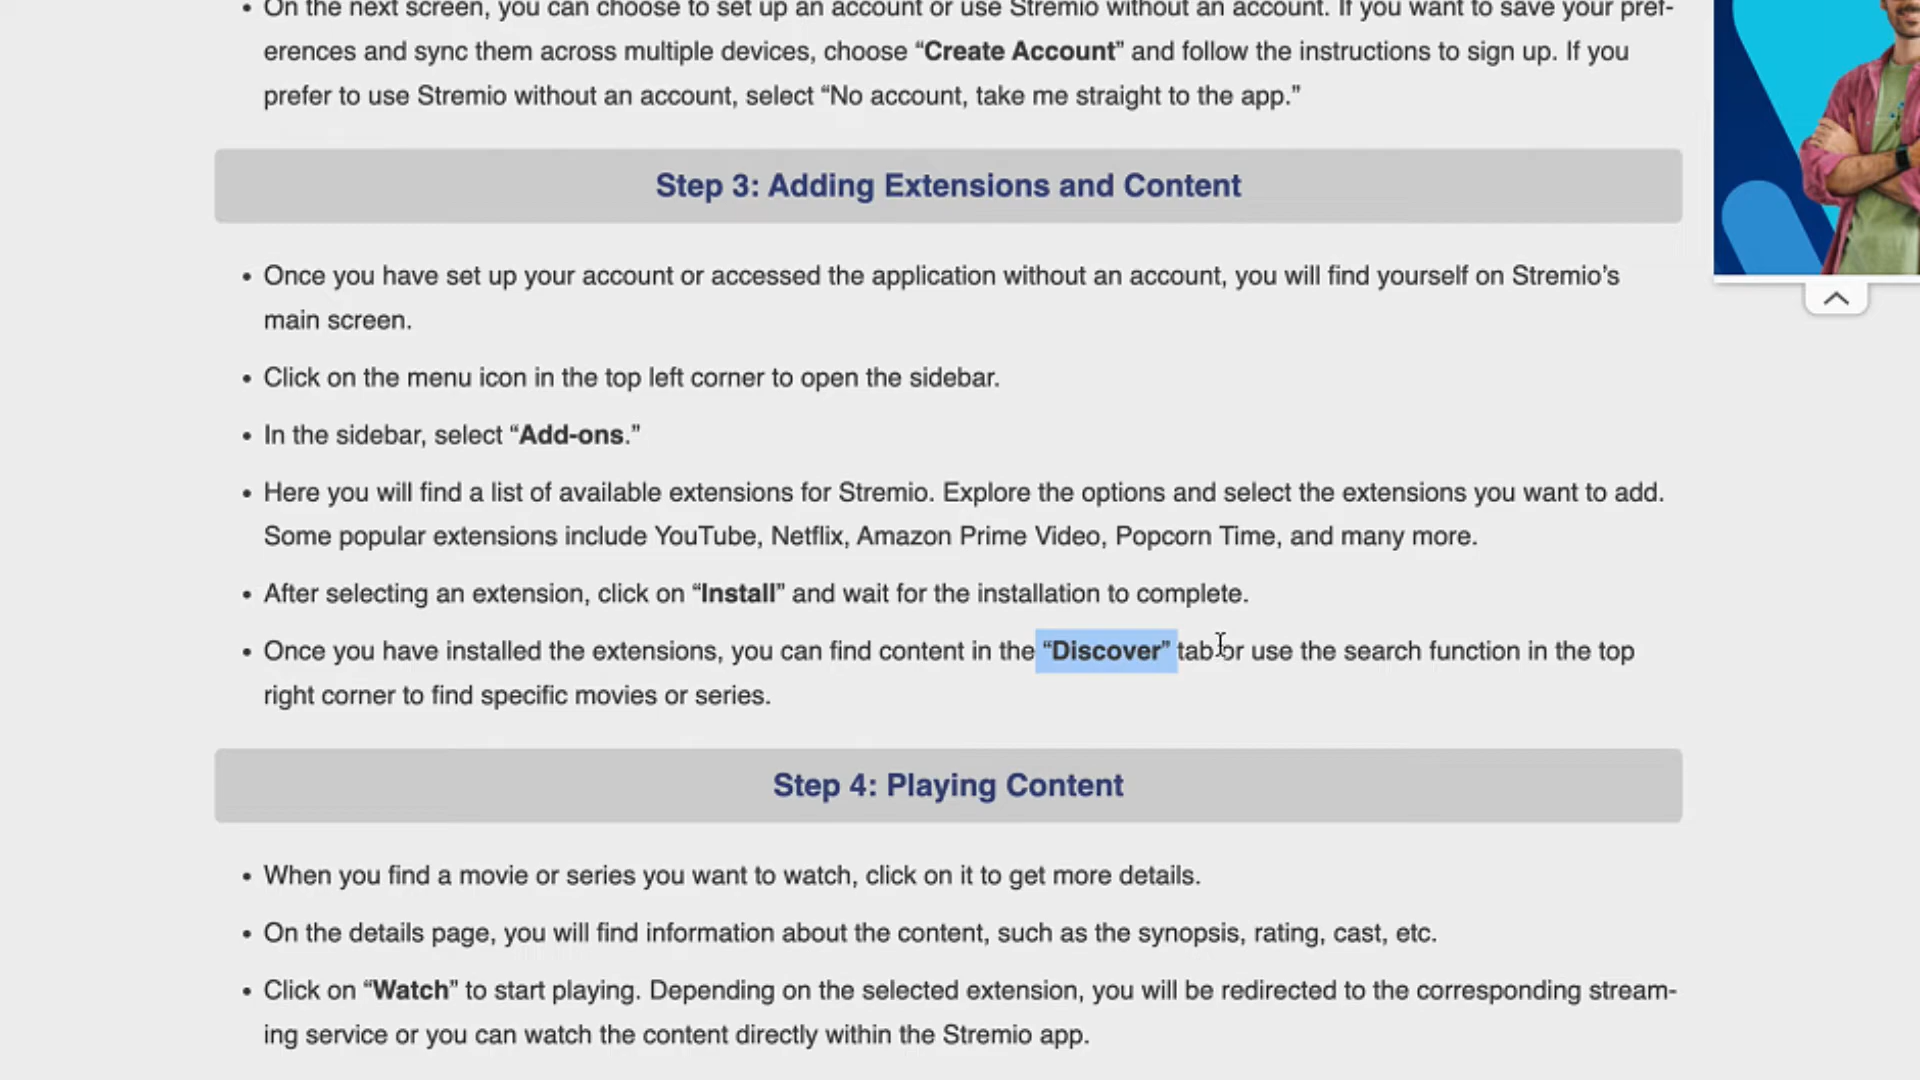 • On the next screen, you can choose to set up an account or use Stremio without an account. If you want to save your pref-
erences and sync them across multiple devices, choose “Create Account” and follow the instructions to sign up. If you
prefer to use Stremio without an account, select “No account, take me straight to the app.”
Step 3: Adding Extensions and Content
• Once you have set up your account or accessed the application without an account, you will find yourself on Stremio’s
main screen.
• Click on the menu icon in the top left corner to open the sidebar.
• In the sidebar, select “Add-ons.”
• Here you will find a list of available extensions for Stremio. Explore the options and select the extensions you want to add.
Some popular extensions include YouTube, Netflix, Amazon Prime Video, Popcorn Time, and many more.
• After selecting an extension, click on “Install” and wait for the installation to complete.
• Once you have installed the extensions, you can find content in the “Discover” tab or use the search function in the top
right corner to find specific movies or series.
Step 4: Playing Content
• When you find a movie or series you want to watch, click on it to get more details.
• On the details page, you will find information about the content, such as the synopsis, rating, cast, etc.
• Click on “Watch” to start playing. Depending on the selected extension, you will be redirected to the corresponding stream-
ing service or you can watch the content directly within the Stremio app.